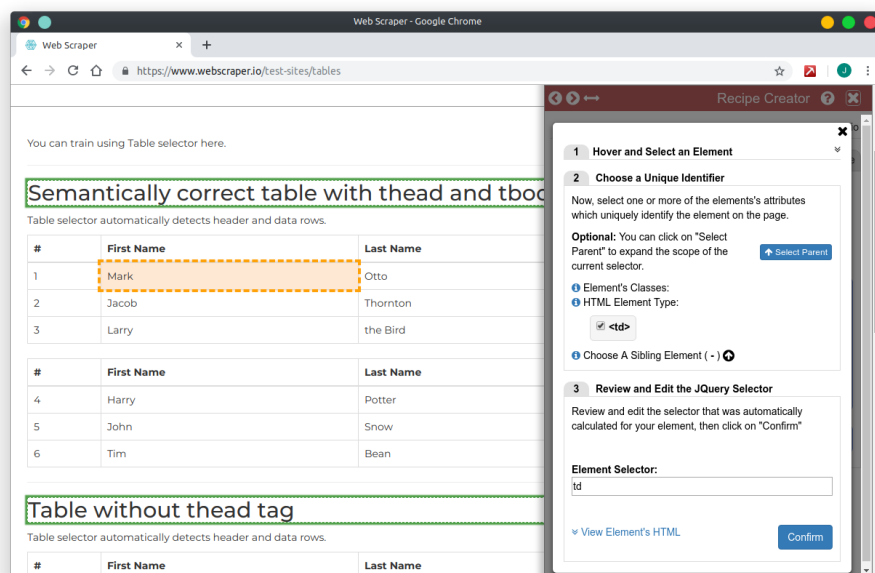 Web Scraper - Google Chrome
Web Scraper × +
https://www.webscraper.io/test-sites/tables
J
Recipe Creator
You can train using Table selector here.
Semantically correct table with thead and tbo
Table selector automatically detects header and data rows.
# First Name Last Name
1 Mark Otto
2 Jacob Thornton
3 Larry the Bird
# First Name Last Name
4 Harry Potter
5 John Snow
6 Tim Bean
Table without thead tag
Table selector automatically detects header and data rows.
# First Name Last Name
1 Hover and Select an Element
2 Choose a Unique Identifier
Now, select one or more of the elements's attributes
which uniquely identify the element on the page.
Optional: You can click on "Select
Parent" to expand the scope of the
current selector.
Select Parent
Element's Classes:
HTML Element Type:
<td>
Choose A Sibling Element ( - )
3 Review and Edit the JQuery Selector
Review and edit the selector that was automatically
calculated for your element, then click on "Confirm"
Element Selector:
td
View Element's HTML
Confirm